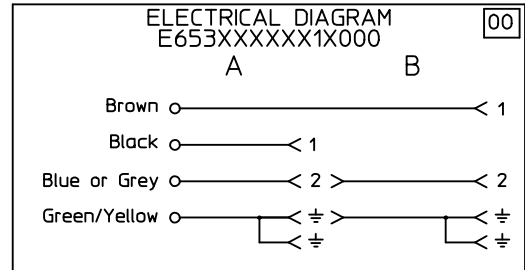 ELECTRICAL DIAGRAM 00
E653XXXXXX1X000
A B
Brown 1
Black 1
Blue or Grey 2 2
Green/Yellow